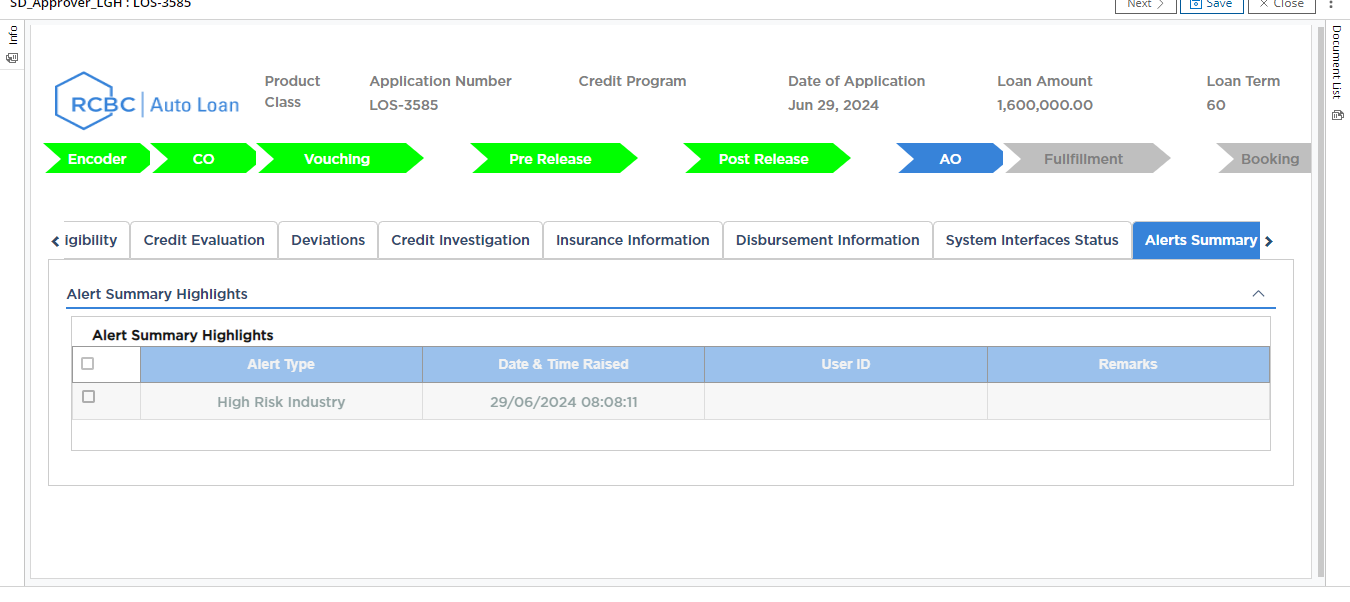 SD_Approver_LGH : LOS-3585
Next
Save
Close
Info
Document List
RCBC Auto Loan
Product Class
Application Number
LOS-3585
Credit Program
Date of Application
Jun 29, 2024
Loan Amount
1,600,000.00
Loan Term
60
Encoder
CO
Vouching
Pre Release
Post Release
AO
Fullfillment
Booking
igibility
Credit Evaluation
Deviations
Credit Investigation
Insurance Information
Disbursement Information
System Interfaces Status
Alerts Summary
Alert Summary Highlights
Alert Summary Highlights
Alert Type
Date & Time Raised
User ID
Remarks
High Risk Industry
29/06/2024 08:08:11